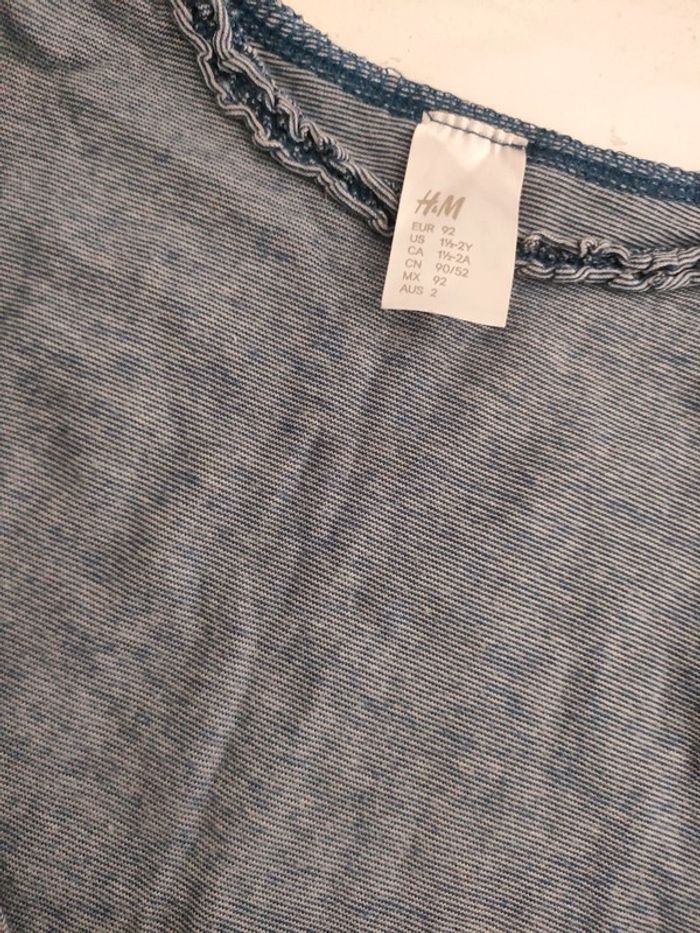 H&M
EUR 92
US 1½-2Y
CA 1½-2A
CN 90/52
MX 92
AUS 2